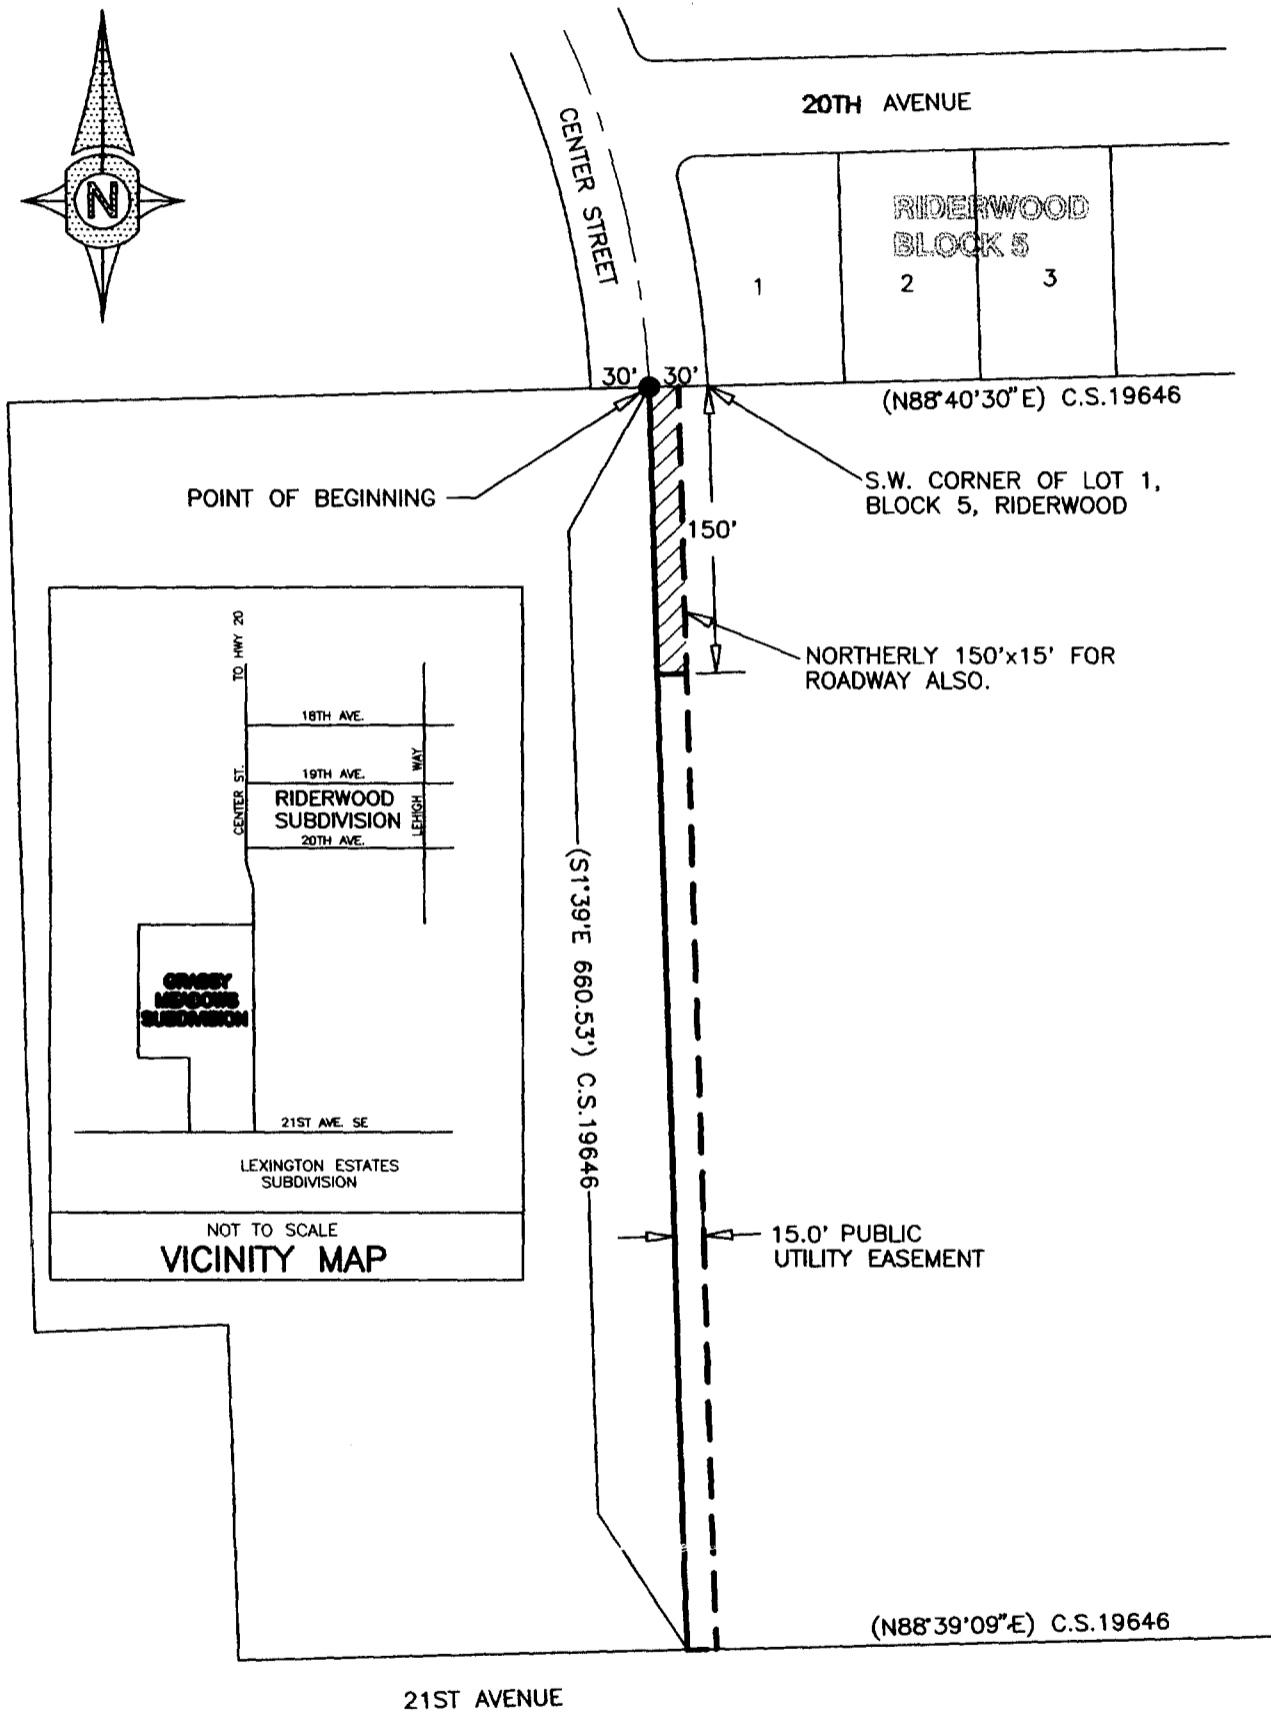 N
20TH AVENUE
CENTER STREET
RIDERWOOD
BLOCK 5
1
2
3
30'
30'
(N88°40'30"E) C.S.19646
POINT OF BEGINNING
S.W. CORNER OF LOT 1,
BLOCK 5, RIDERWOOD
150'
NORTHERLY 150'x15' FOR
ROADWAY ALSO.
TO HWY 20
18TH AVE.
CENTER ST.
19TH AVE.
LEHIGH WAY
RIDERWOOD
SUBDIVISION
20TH AVE.
GRASSY
MEADOWS
SUBDIVISION
21ST AVE. SE
LEXINGTON ESTATES
SUBDIVISION
NOT TO SCALE
VICINITY MAP
(S1°39'E 660.53') C.S.19646
15.0' PUBLIC
UTILITY EASEMENT
(N88°39'09"E) C.S.19646
21ST AVENUE